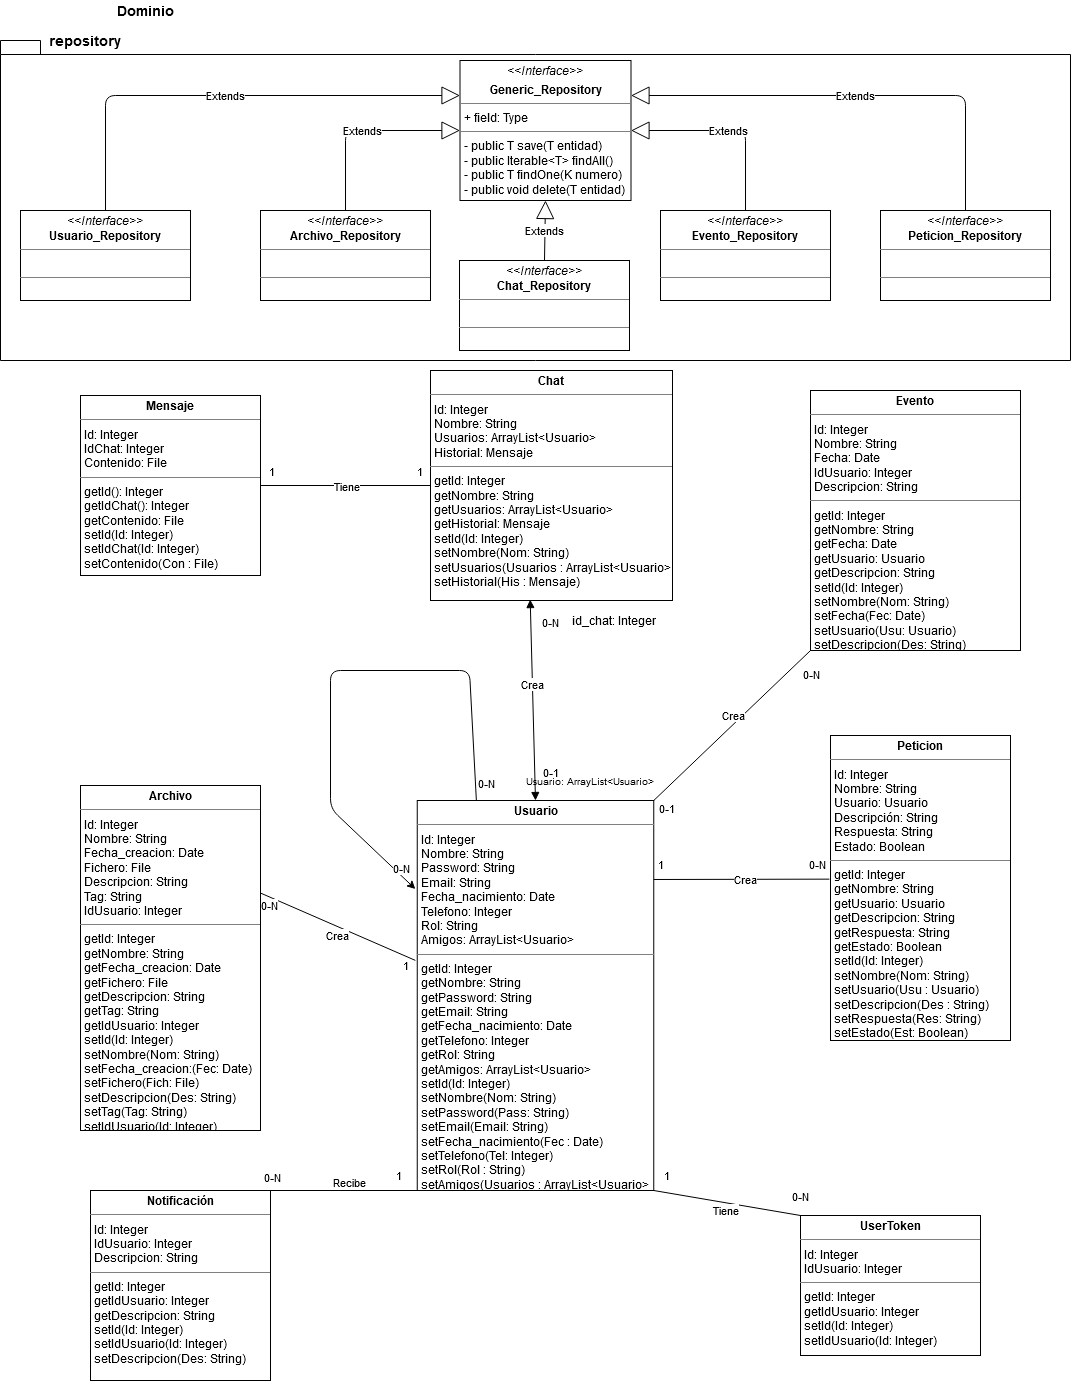 Dominio
repository
<<Interface>>
Generic_Repository
+ field: Type
- public T save(T entidad)
- public Iterable<T> findAll()
- public T findOne(K numero)
- public void delete(T entidad)
Extends
Extends
Extends
Extends
Extends
<<Interface>>
Usuario_Repository
<<Interface>>
Archivo_Repository
<<Interface>>
Chat_Repository
<<Interface>>
Evento_Repository
<<Interface>>
Peticion_Repository
Mensaje
Id: Integer
IdChat: Integer
Contenido: File
getId(): Integer
getIdChat(): Integer
getContenido: File
setId(Id: Integer)
setIdChat(Id: Integer)
setContenido(Con : File)
1
Tiene
1
Chat
Id: Integer
Nombre: String
Usuarios: ArrayList<Usuario>
Historial: Mensaje
getId: Integer
getNombre: String
getUsuarios: ArrayList<Usuario>
getHistorial: Mensaje
setId(Id: Integer)
setNombre(Nom: String)
setUsuarios(Usuarios : ArrayList<Usuario>
setHistorial(His : Mensaje)
Evento
Id: Integer
Nombre: String
Fecha: Date
IdUsuario: Integer
Descripcion: String
getId: Integer
getNombre: String
getFecha: Date
getUsuario: Usuario
getDescripcion: String
setId(Id: Integer)
setNombre(Nom: String)
setFecha(Fec: Date)
setUsuario(Usu: Usuario)
setDescripcion(Des: String)
0-N
id_chat: Integer
Crea
0-1
Usuario: ArrayList<Usuario>
0-N
Crea
0-1
0-N
0-N
Archivo
Id: Integer
Nombre: String
Fecha_creacion: Date
Fichero: File
Descripcion: String
Tag: String
IdUsuario: Integer
getId: Integer
getNombre: String
getFecha_creacion: Date
getFichero: File
getDescripcion: String
getTag: String
getIdUsuario: Integer
setId(Id: Integer)
setNombre(Nom: String)
setFecha_creacion:(Fec: Date)
setFichero(Fich: File)
setDescripcion(Des: String)
setTag(Tag: String)
setIdUsuario(Id: Integer)
0-N
Crea
1
Usuario
Id: Integer
Nombre: String
Password: String
Email: String
Fecha_nacimiento: Date
Telefono: Integer
Rol: String
Amigos: ArrayList<Usuario>
getId: Integer
getNombre: String
getPassword: String
getEmail: String
getFecha_nacimiento: Date
getTelefono: Integer
getRol: String
getAmigos: ArrayList<Usuario>
setId(Id: Integer)
setNombre(Nom: String)
setPassword(Pass: String)
setEmail(Email: String)
setFecha_nacimiento(Fec : Date)
setTelefono(Tel: Integer)
setRol(Rol : String)
setAmigos(Usuarios : ArrayList<Usuario>
1
Crea
0-N
Peticion
Id: Integer
Nombre: String
Usuario: Usuario
Descripción: String
Respuesta: String
Estado: Boolean
getId: Integer
getNombre: String
getUsuario: Usuario
getDescripcion: String
getRespuesta: String
getEstado: Boolean
setId(Id: Integer)
setNombre(Nom: String)
setUsuario(Usu : Usuario)
setDescripcion(Des : String)
setRespuesta(Res: String)
setEstado(Est: Boolean)
0-N
Recibe
1
Notificación
Id: Integer
IdUsuario: Integer
Descripcion: String
getId: Integer
getIdUsuario: Integer
getDescripcion: String
setId(Id: Integer)
setIdUsuario(Id: Integer)
setDescripcion(Des: String)
1
Tiene
0-N
UserToken
Id: Integer
IdUsuario: Integer
getId: Integer
getIdUsuario: Integer
setId(Id: Integer)
setIdUsuario(Id: Integer)